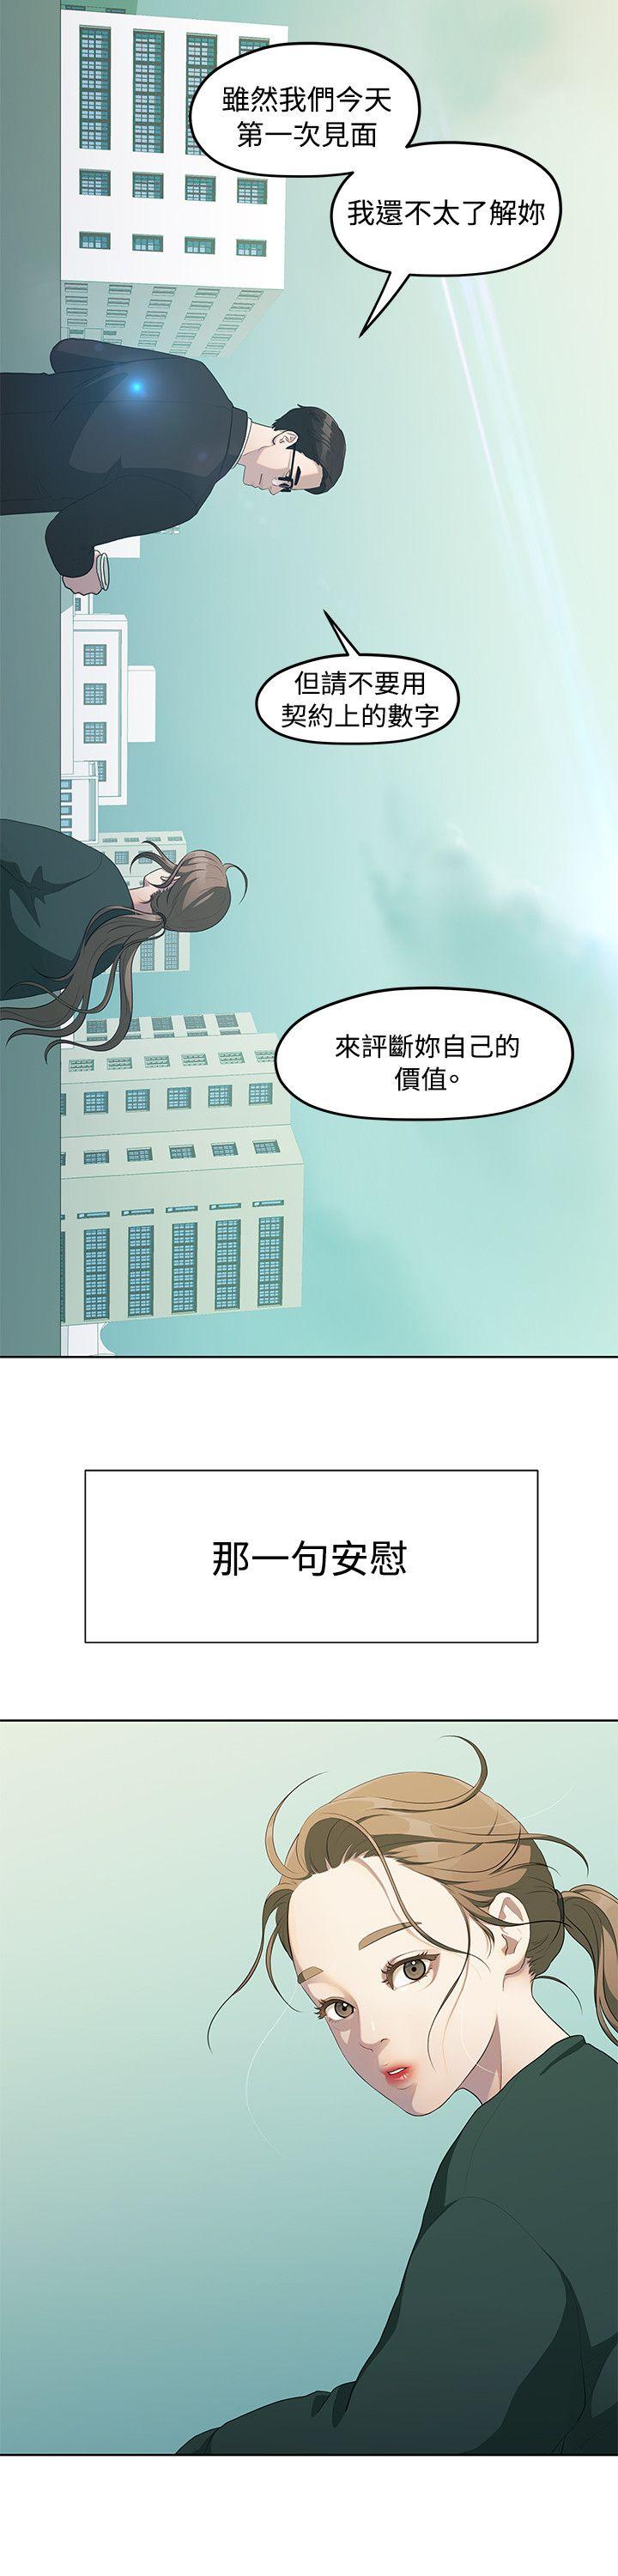 雖然我們今天
第一次見面
我還不太了解妳
但請不要用
契約上的數字
來評斷妳自己的
價值。
那一句安慰